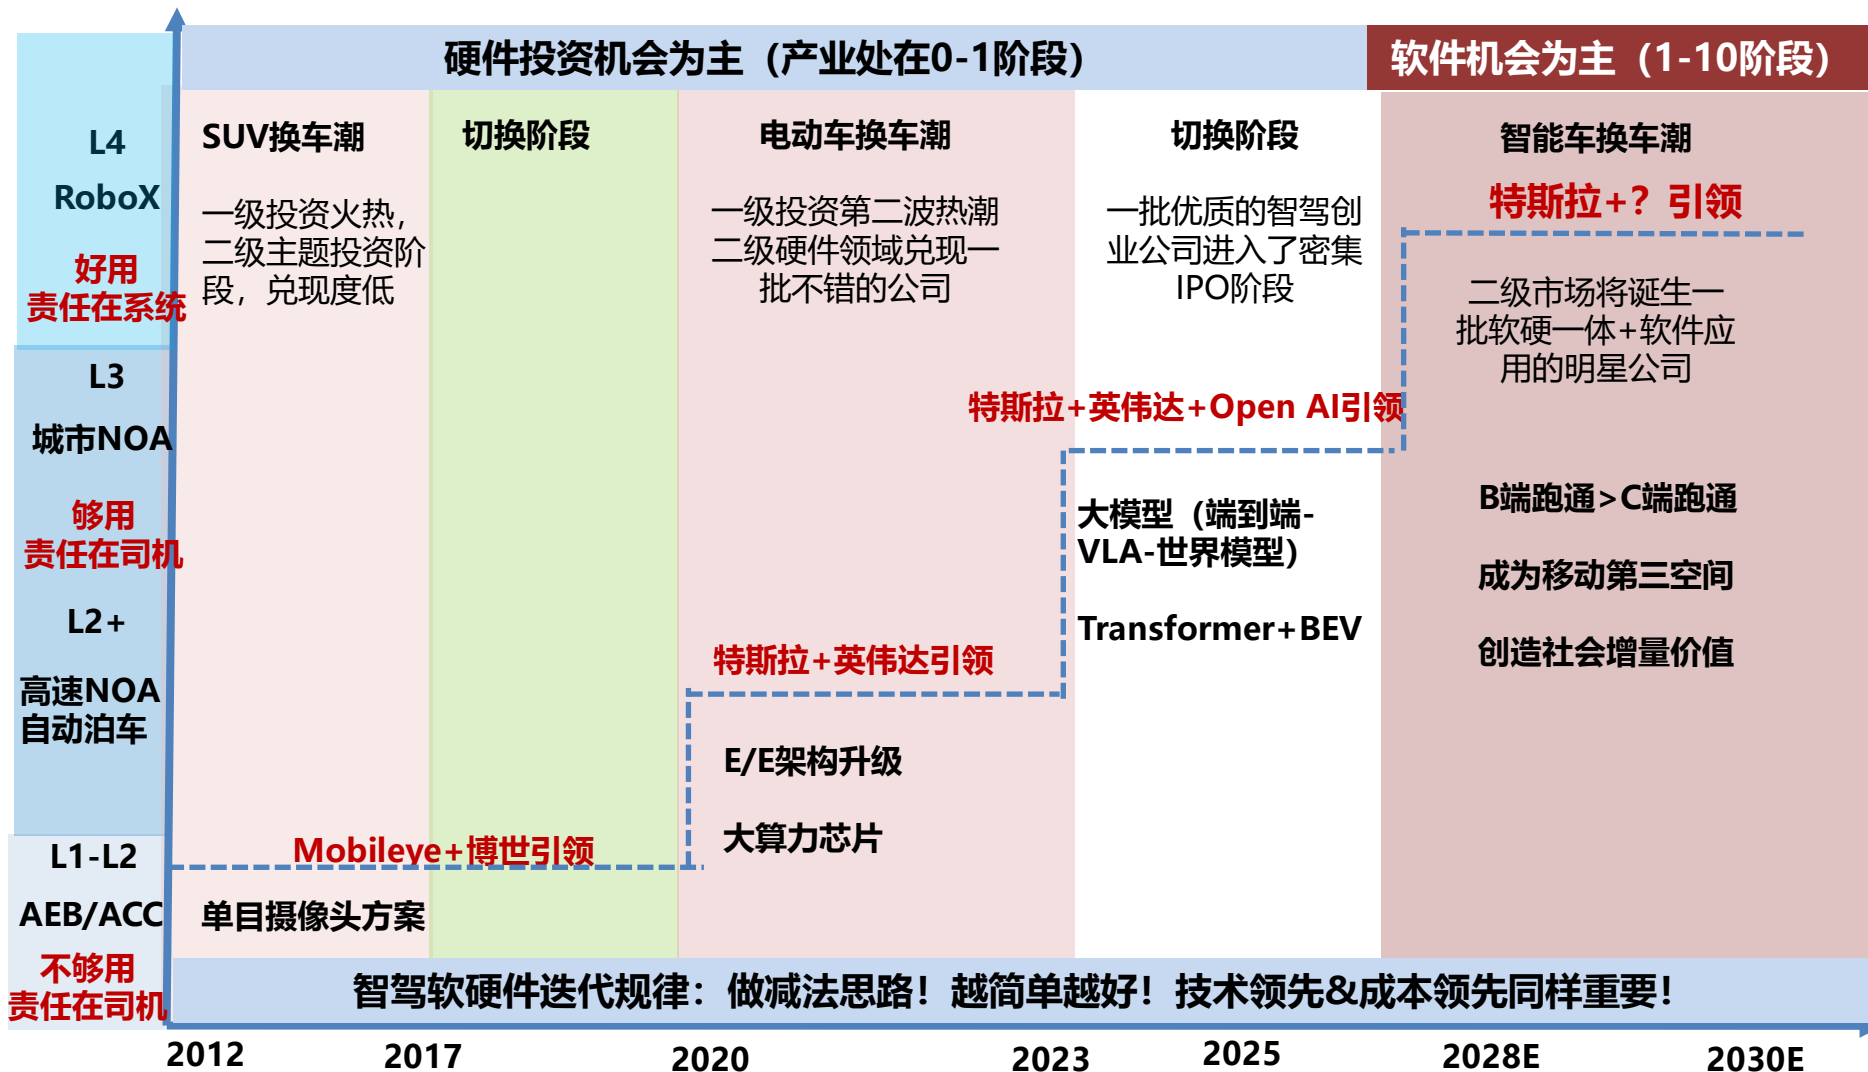 硬件投资机会为主（产业处在0-1阶段）
软件机会为主（1-10阶段）
L4
RoboX
好用
责任在系统
L3
城市NOA
够用
责任在司机
L2+
高速NOA
自动泊车
L1-L2
AEB/ACC
不够用
责任在司机
SUV换车潮
一级投资火热，
二级主题投资阶
段，兑现度低
Mobileye+博世引领
单目摄像头方案
切换阶段
电动车换车潮
一级投资第二波热潮
二级硬件领域兑现一
批不错的公司
特斯拉+英伟达引领
E/E架构升级
大算力芯片
切换阶段
一批优质的智驾创
业公司进入了密集
IPO阶段
特斯拉+英伟达+Open AI引领
大模型（端到端-
VLA-世界模型）
Transformer+BEV
智能车换车潮
特斯拉+？引领
二级市场将诞生一
批软硬一体+软件应
用的明星公司
B端跑通>C端跑通
成为移动第三空间
创造社会增量价值
智驾软硬件迭代规律：做减法思路！越简单越好！技术领先&成本领先同样重要！
2012
2017
2020
2023
2025
2028E
2030E